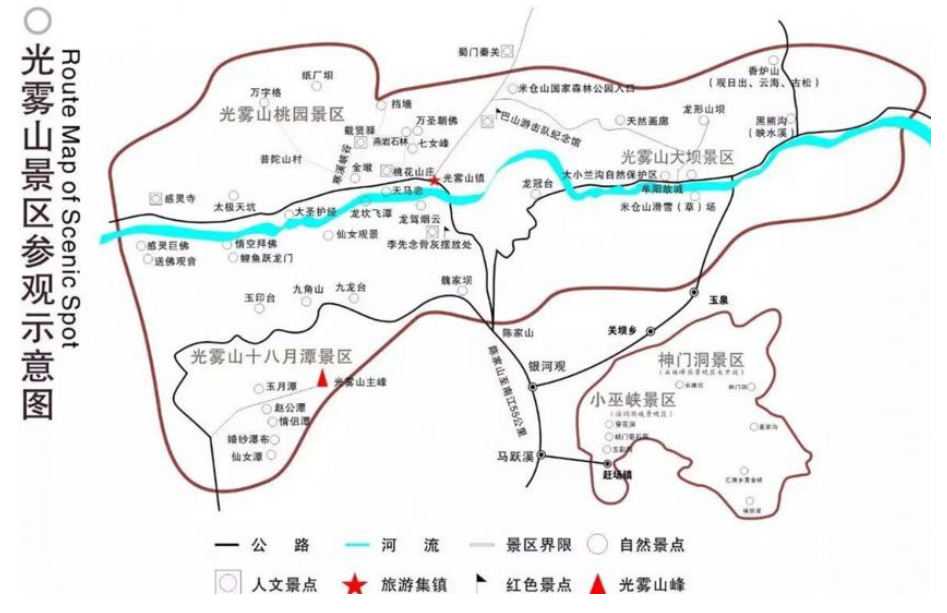 光雾山景区参观示意图
Route Map of Scenic Spot
蜀门秦关
纸厂坝
万字格
光雾山桃园景区
挡墙
米仓山国家森林公园入口
香炉山
(观日出、云海、古松)
巴山游击队纪念馆
天然画廊
龙形山坝
黑熊沟
(映水溪)
截贤驿
万圣朝佛
燕岩石林
七女峰
普陀山村
寒溪峡谷
金墩
桃花山庄
光雾山镇
光雾山大坝景区
大小兰沟自然保护区
牟阳故城
米仓山滑雪(草)场
龙冠台
天马恋
感灵寺
太极天坑
大圣护经
龙坎飞潭
龙驾烟云
仙女观景
李先念骨灰摆放处
感灵巨佛
送佛观音
悟空拜佛
鲤鱼跃龙门
玉印台
九角山
九龙台
魏家坝
陈家山
陈家山至南江55公里
玉泉
关坝乡
银河观
马跃溪
赶场镇
光雾山十八月潭景区
光雾山主峰
玉月潭
赵公潭
情侣潭
婚纱瀑布
仙女潭
神门洞景区
小巫峡景区
公路
河流
景区界限
自然景点
人文景点
旅游集镇
红色景点
光雾山峰